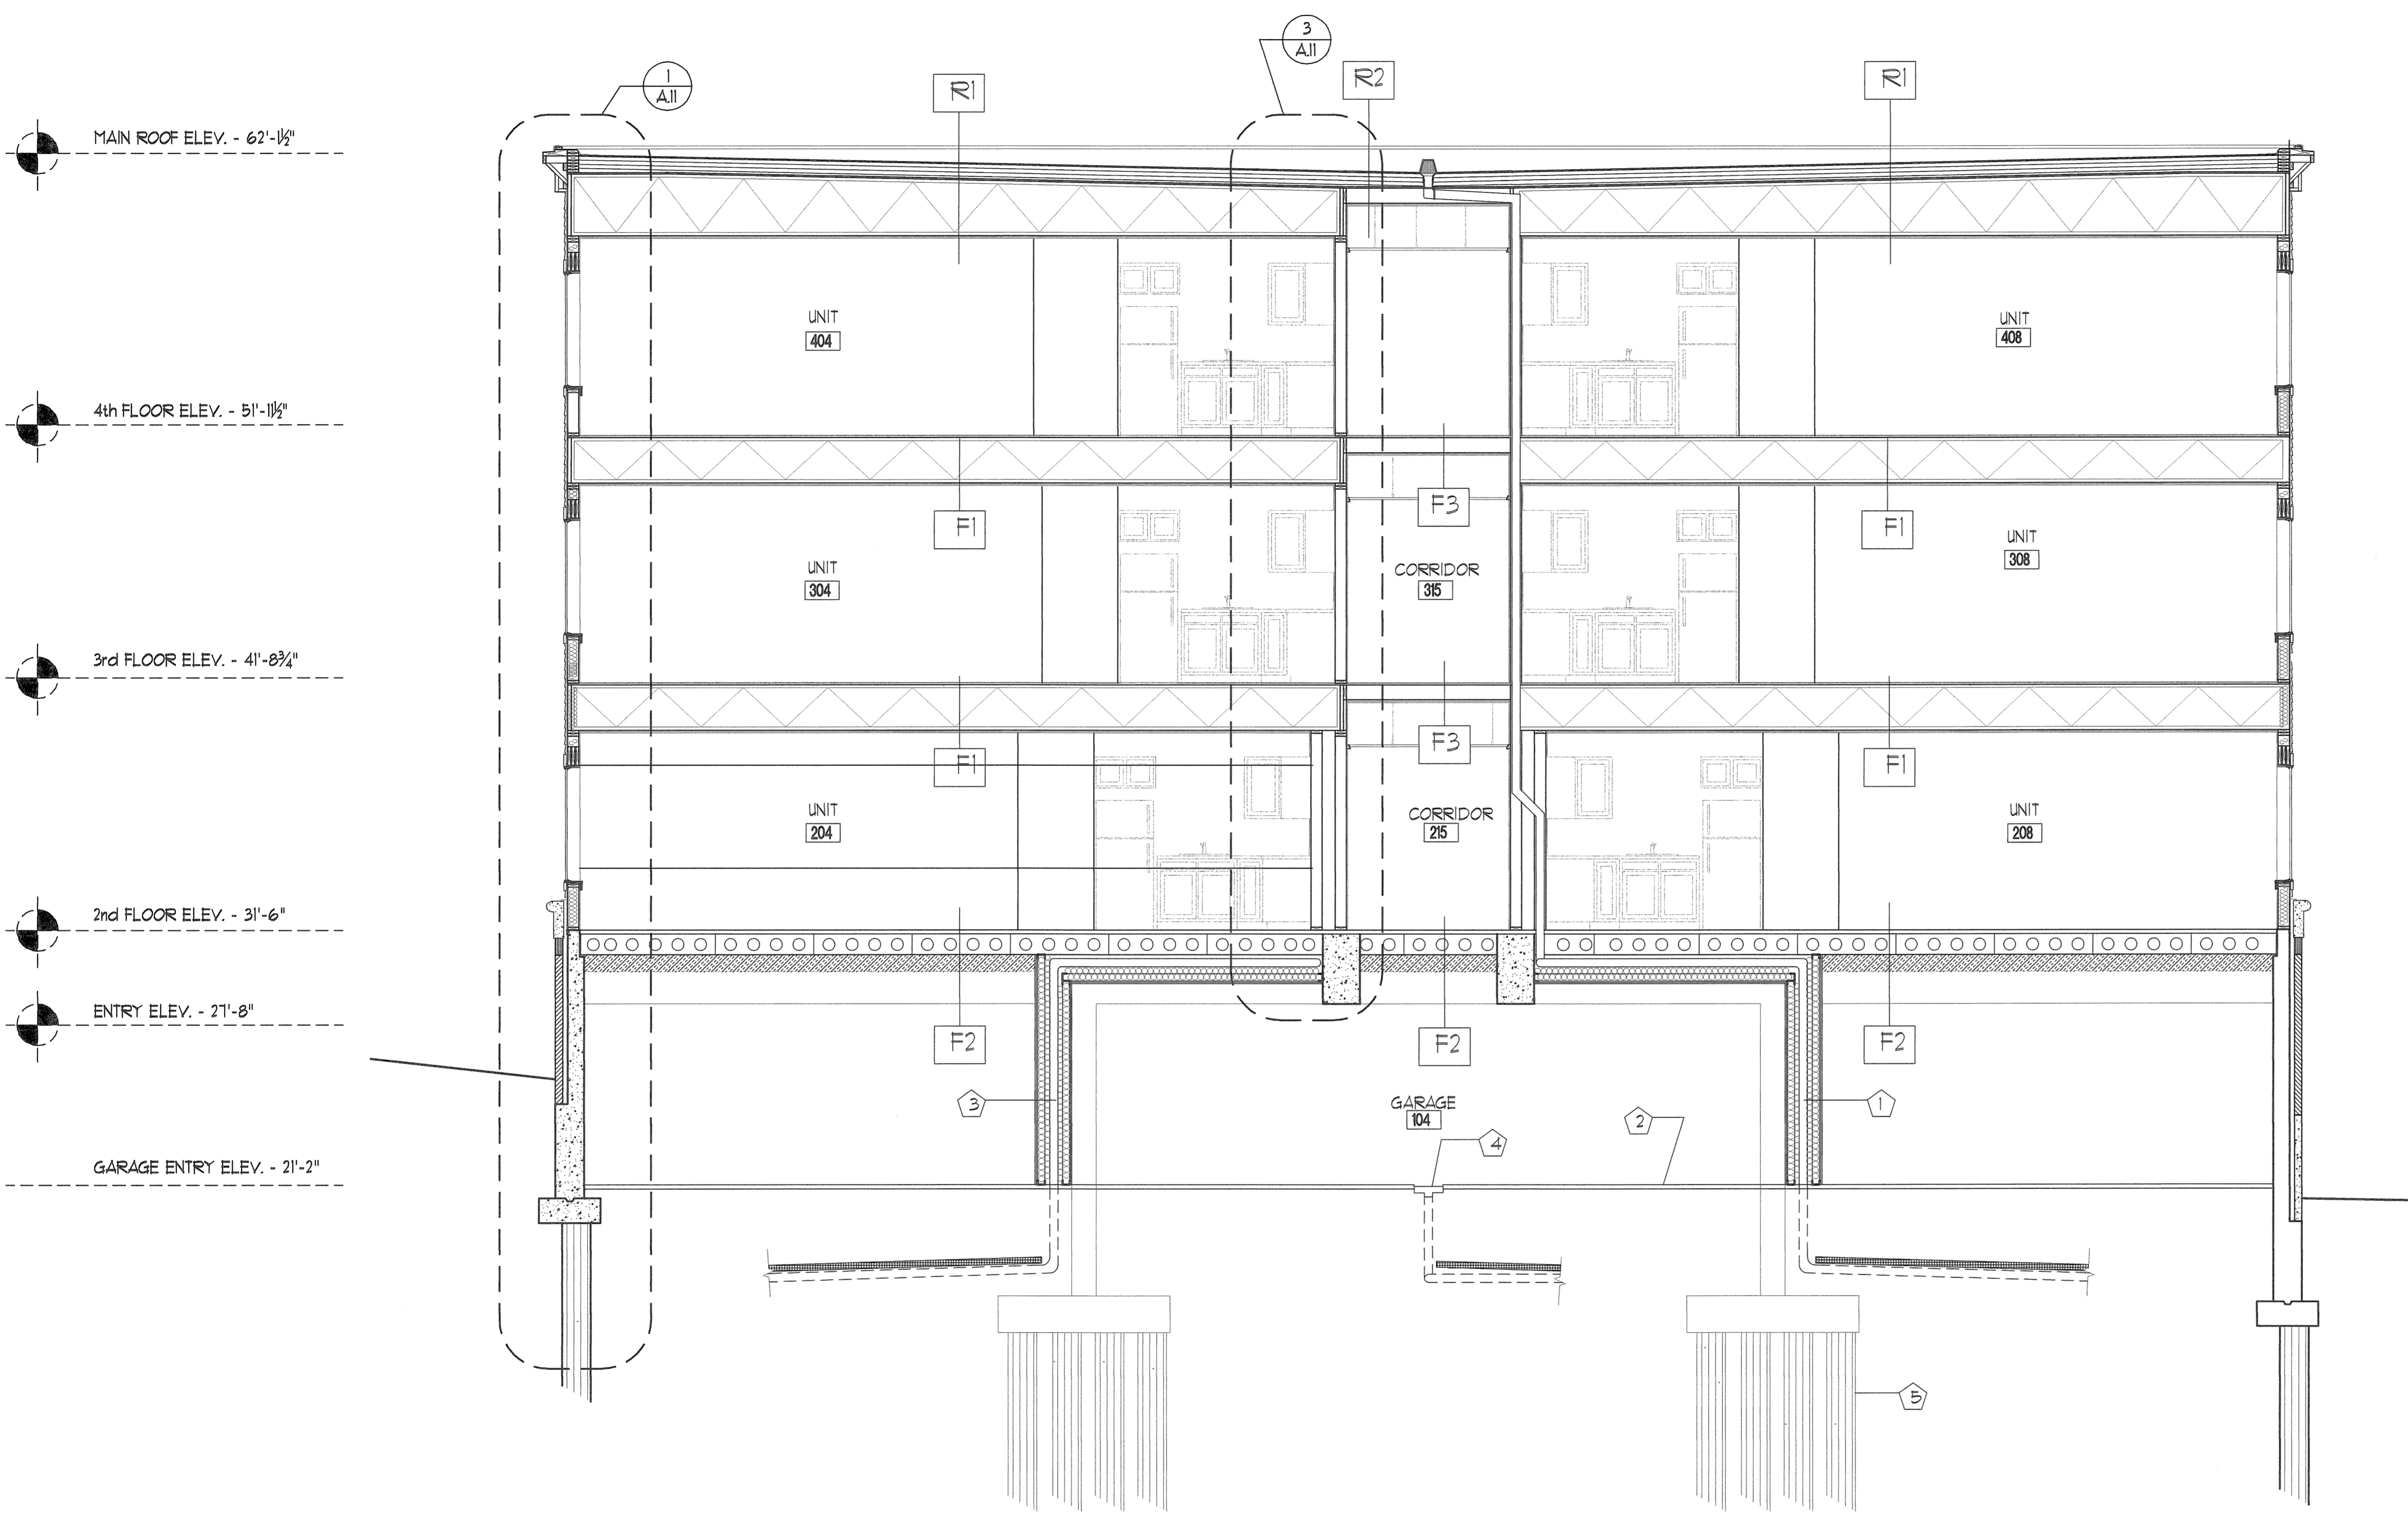 3
A.11
1
A.11
R1
R2
R1
MAIN ROOF ELEV. - 62'-1½"
UNIT
404
UNIT
408
4th FLOOR ELEV. - 51'-11½"
F3
F1
F1
UNIT
304
CORRIDOR
315
UNIT
308
3rd FLOOR ELEV. - 41'-8¾"
F3
F1
F1
UNIT
204
CORRIDOR
215
UNIT
208
2nd FLOOR ELEV. - 31'-6"
ENTRY ELEV. - 27'-8"
F2
F2
F2
3
GARAGE
104
2
1
4
GARAGE ENTRY ELEV. - 21'-2"
5